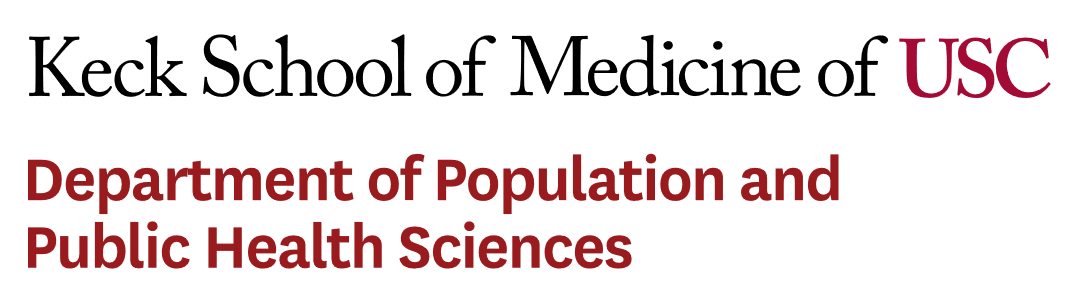 Keck School of Medicine of USC
Department of Population and
Public Health Sciences